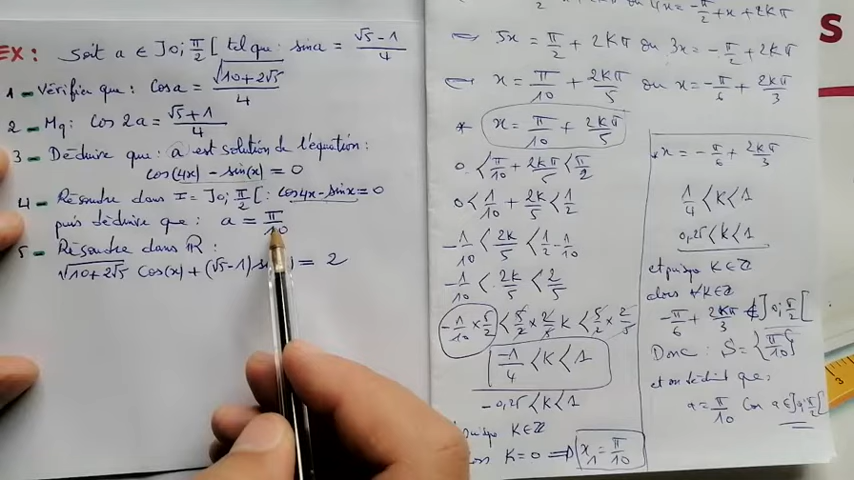 EX: Soit a ∈ ]0; π/2[ tel que: sin a = (√5-1)/4
1 - Vérifier que: cos a = √(10+2√5)/4
2 - Mq: cos 2a = (√5+1)/4
3 - Déduire que: a est solution de l'équation:
cos(4x) - sin(x) = 0
4 - Résoudre dans I = ]0; π/2[ : cos4x - sinx = 0
puis déduire que: a = π/10
5 - Résoudre dans ℝ:
√(10+2√5) cos(x) + (√5-1) = 2
ou 4x = -π/2 + x + 2kπ
⇔ 5x = π/2 + 2kπ ou 3x = -π/2 + 2kπ
⇔ x = π/10 + 2kπ/5 ou x = -π/6 + 2kπ/3
* x = π/10 + 2kπ/5
0 < π/10 + 2kπ/5 < π/2
0 < 1/10 + 2k/5 < 1/2
-1/10 < 2k/5 < 1/2 - 1/10
-1/10 < 2k/5 < 2/5
-1/10 × 5/2 < 5/2 × 2/5 k < 5/2 × 2/5
-1/4 < k < 1
-0,25 < k < 1
k ∈ ℤ
k = 0 ⇒ x₁ = π/10
x = -π/6 + 2kπ/3
1/4 < k < 1
0,25 < k < 1
et puisque k ∈ ℤ
alors ∀k ∈ ℤ
-π/6 + 2kπ/3 ∉ ]0; π/2[
Donc: S = {π/10}
et on déduit que:
a = π/10 Car a ∈ ]0; π/2[
S